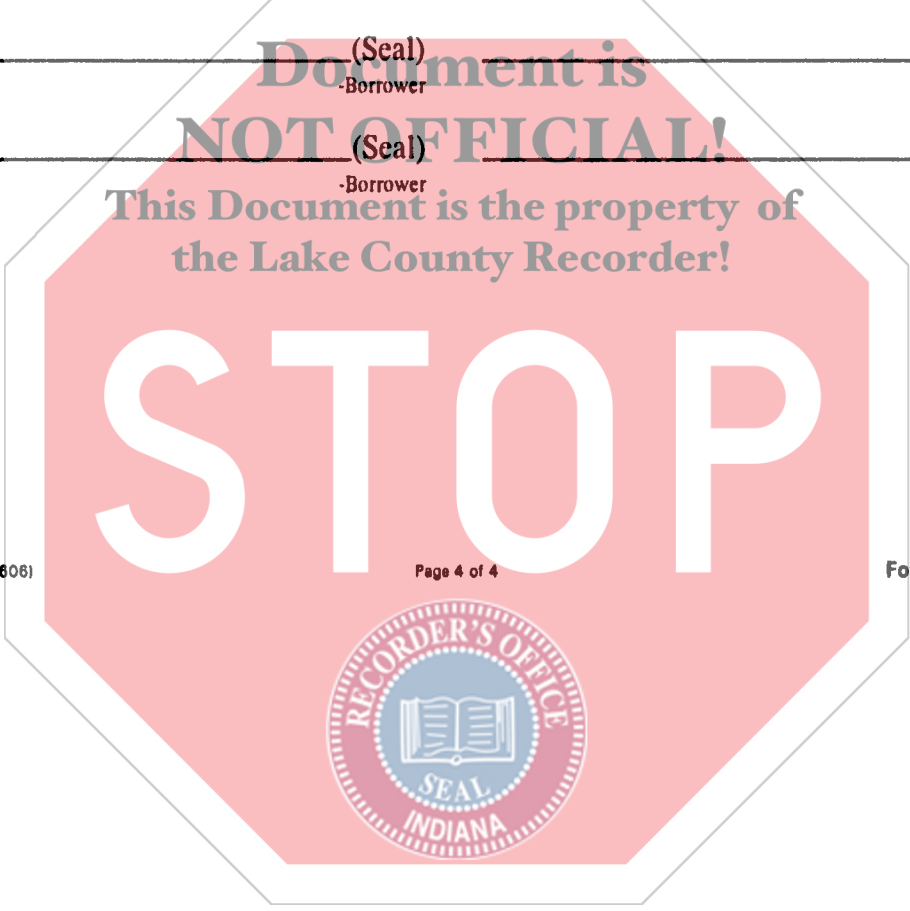 (Seal)
Document is
-Borrower
NOT OFFICIAL!
(Seal)
-Borrower
This Document is the property of
the Lake County Recorder!
STOP
606)
Page 4 of 4
Fo
RECORDER'S OFFICE
SEAL
INDIANA